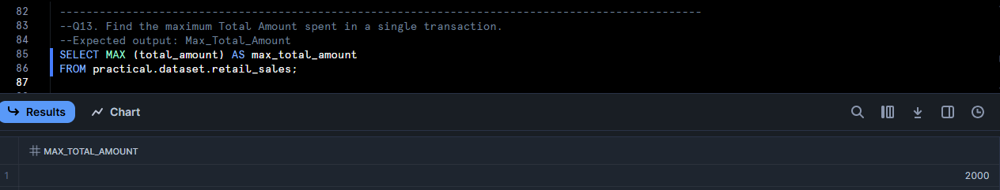 82 ------------------------------------------------------------------------------------------------
83 --Q13. Find the maximum Total Amount spent in a single transaction.
84 --Expected output: Max_Total_Amount
85 SELECT MAX (total_amount) AS max_total_amount
86 FROM practical.dataset.retail_sales;
87
Results Chart
# MAX_TOTAL_AMOUNT
1 2000